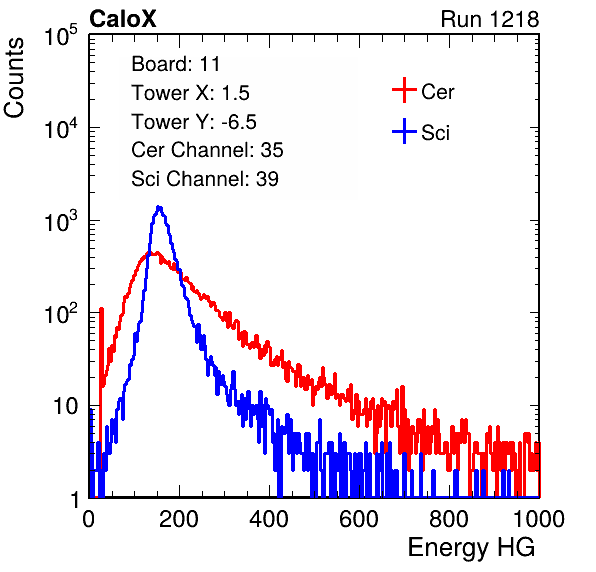 CaloX Run 1218
Counts
10^5
10^4
10^3
10^2
10
1
Board: 11
Tower X: 1.5
Tower Y: -6.5
Cer Channel: 35
Sci Channel: 39
Cer
Sci
0 200 400 600 800 1000
Energy HG